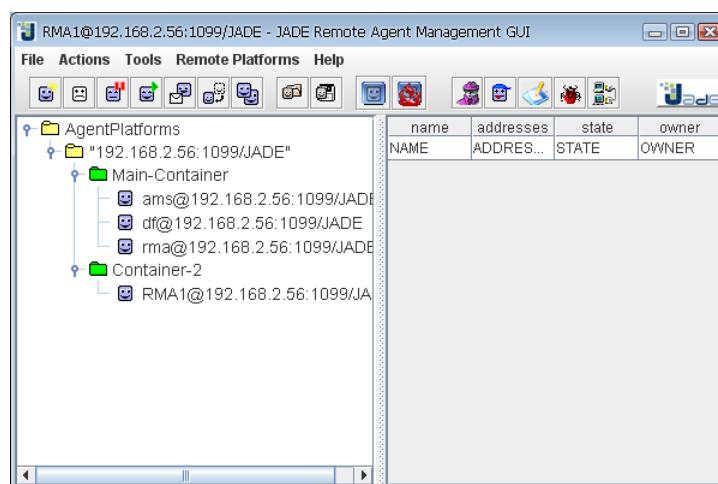 RMA1@192.168.2.56:1099/JADE - JADE Remote Agent Management GUI
File Actions Tools Remote Platforms Help
Jade
AgentPlatforms
"192.168.2.56:1099/JADE"
Main-Container
ams@192.168.2.56:1099/JADE
df@192.168.2.56:1099/JADE
rma@192.168.2.56:1099/JADE
Container-2
RMA1@192.168.2.56:1099/JA
name addresses state owner
NAME ADDRES... STATE OWNER